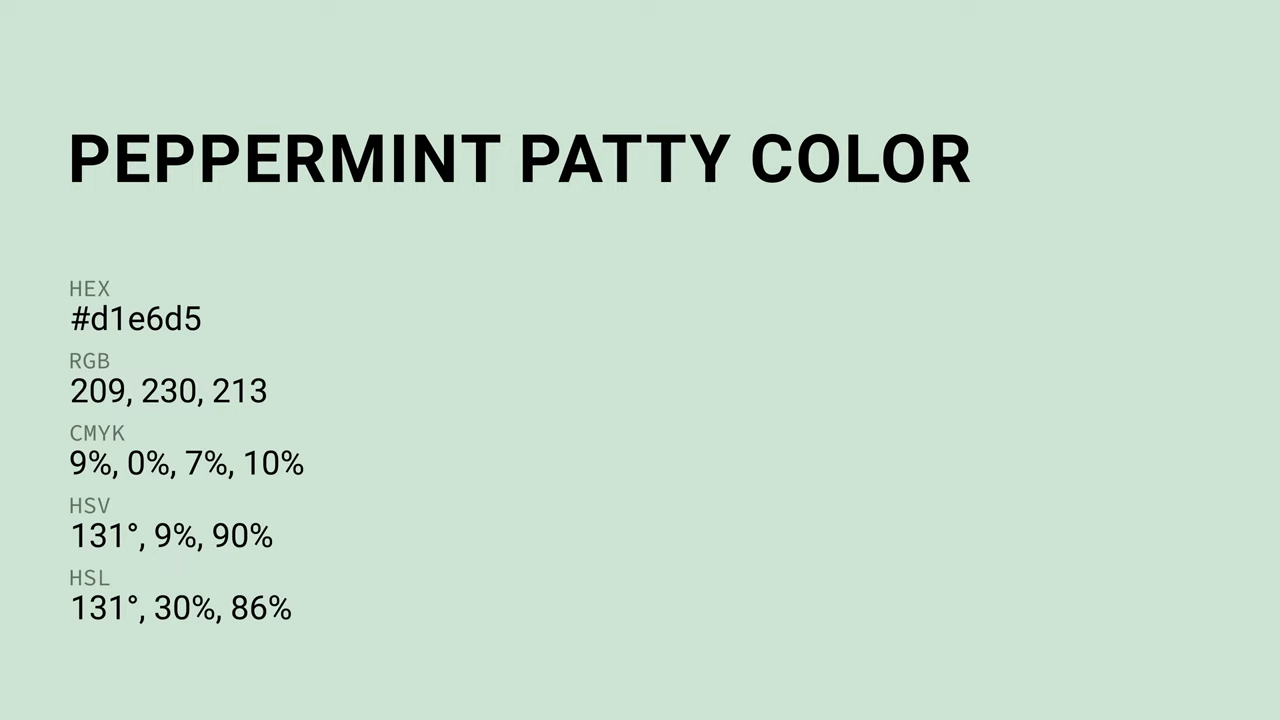 PEPPERMINT PATTY COLOR
HEX
#d1e6d5
RGB
209, 230, 213
CMYK
9%, 0%, 7%, 10%
HSV
131°, 9%, 90%
HSL
131°, 30%, 86%